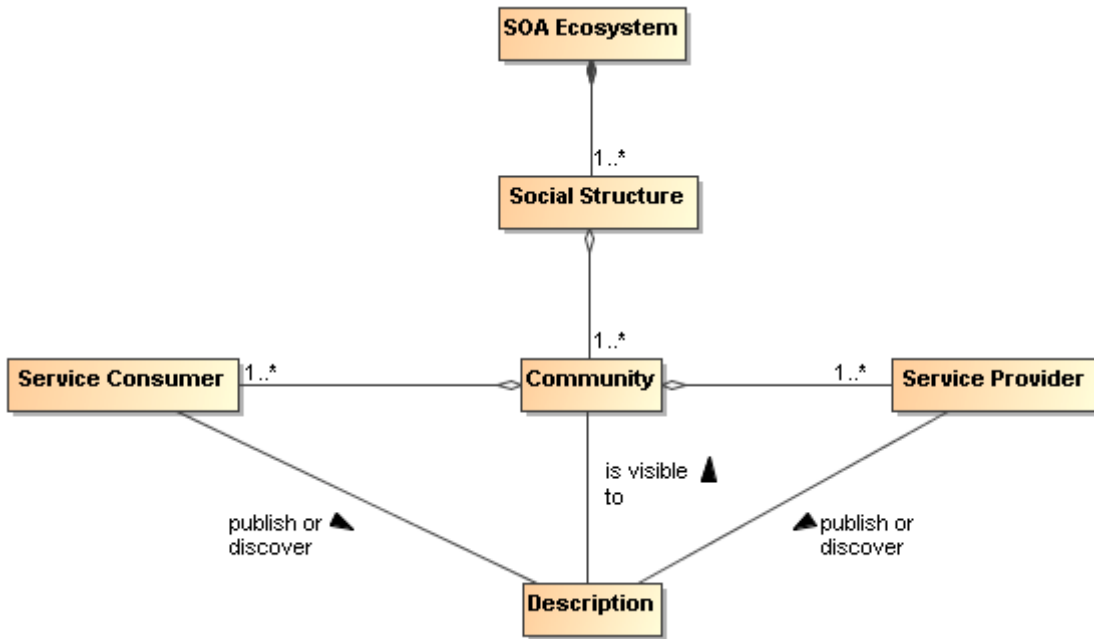 SOA Ecosystem
1..*
Social Structure
1..*
Service Consumer
1..*
Community
1..*
Service Provider
is visible
to
publish or
discover
publish or
discover
Description